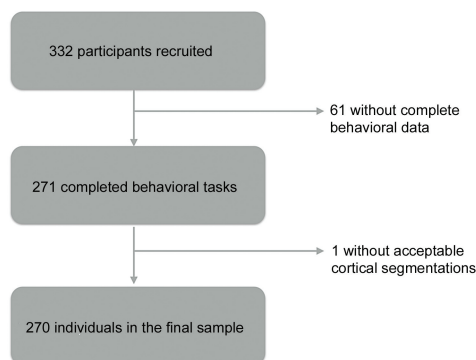 332 participants recruited
61 without complete
behavioral data
271 completed behavioral tasks
1 without acceptable
cortical segmentations
270 individuals in the final sample